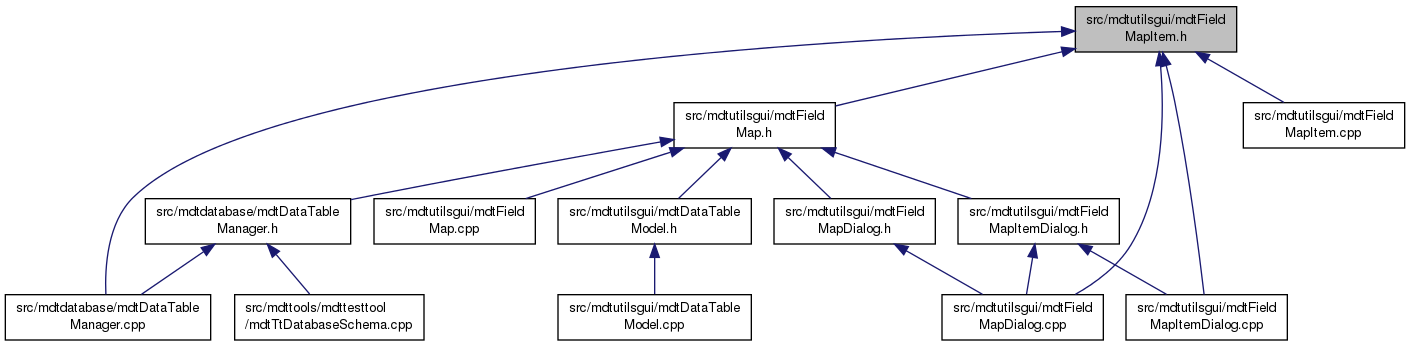 src/mdtutilsgui/mdtField
MapItem.h
src/mdtutilsgui/mdtField
Map.h
src/mdtutilsgui/mdtField
MapItem.cpp
src/mdtdatabase/mdtDataTable
Manager.h
src/mdtutilsgui/mdtField
Map.cpp
src/mdtutilsgui/mdtDataTable
Model.h
src/mdtutilsgui/mdtField
MapDialog.h
src/mdtutilsgui/mdtField
MapItemDialog.h
src/mdtdatabase/mdtDataTable
Manager.cpp
src/mdttools/mdttesttool
/mdtTtDatabaseSchema.cpp
src/mdtutilsgui/mdtDataTable
Model.cpp
src/mdtutilsgui/mdtField
MapDialog.cpp
src/mdtutilsgui/mdtField
MapItemDialog.cpp